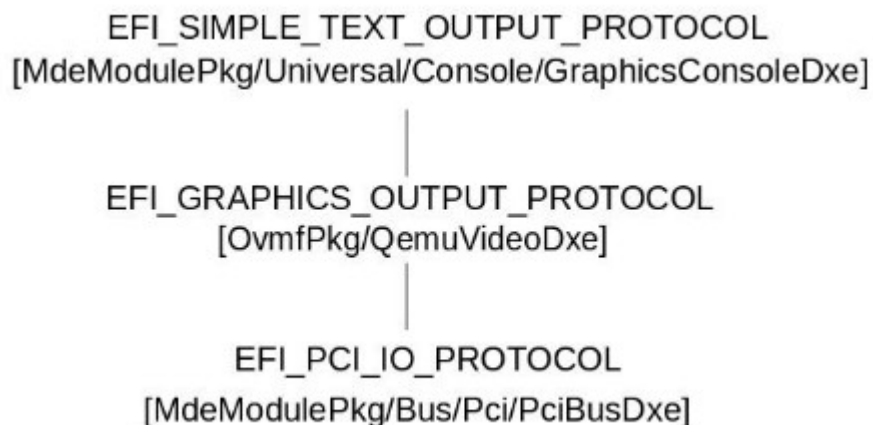 EFI_SIMPLE_TEXT_OUTPUT_PROTOCOL
[MdeModulePkg/Universal/Console/GraphicsConsoleDxe]
EFI_GRAPHICS_OUTPUT_PROTOCOL
[OvmfPkg/QemuVideoDxe]
EFI_PCI_IO_PROTOCOL
[MdeModulePkg/Bus/Pci/PciBusDxe]